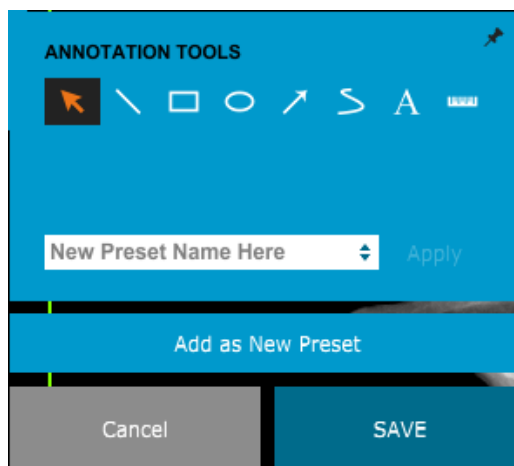 ANNOTATION TOOLS
A
New Preset Name Here
Apply
Add as New Preset
Cancel
SAVE